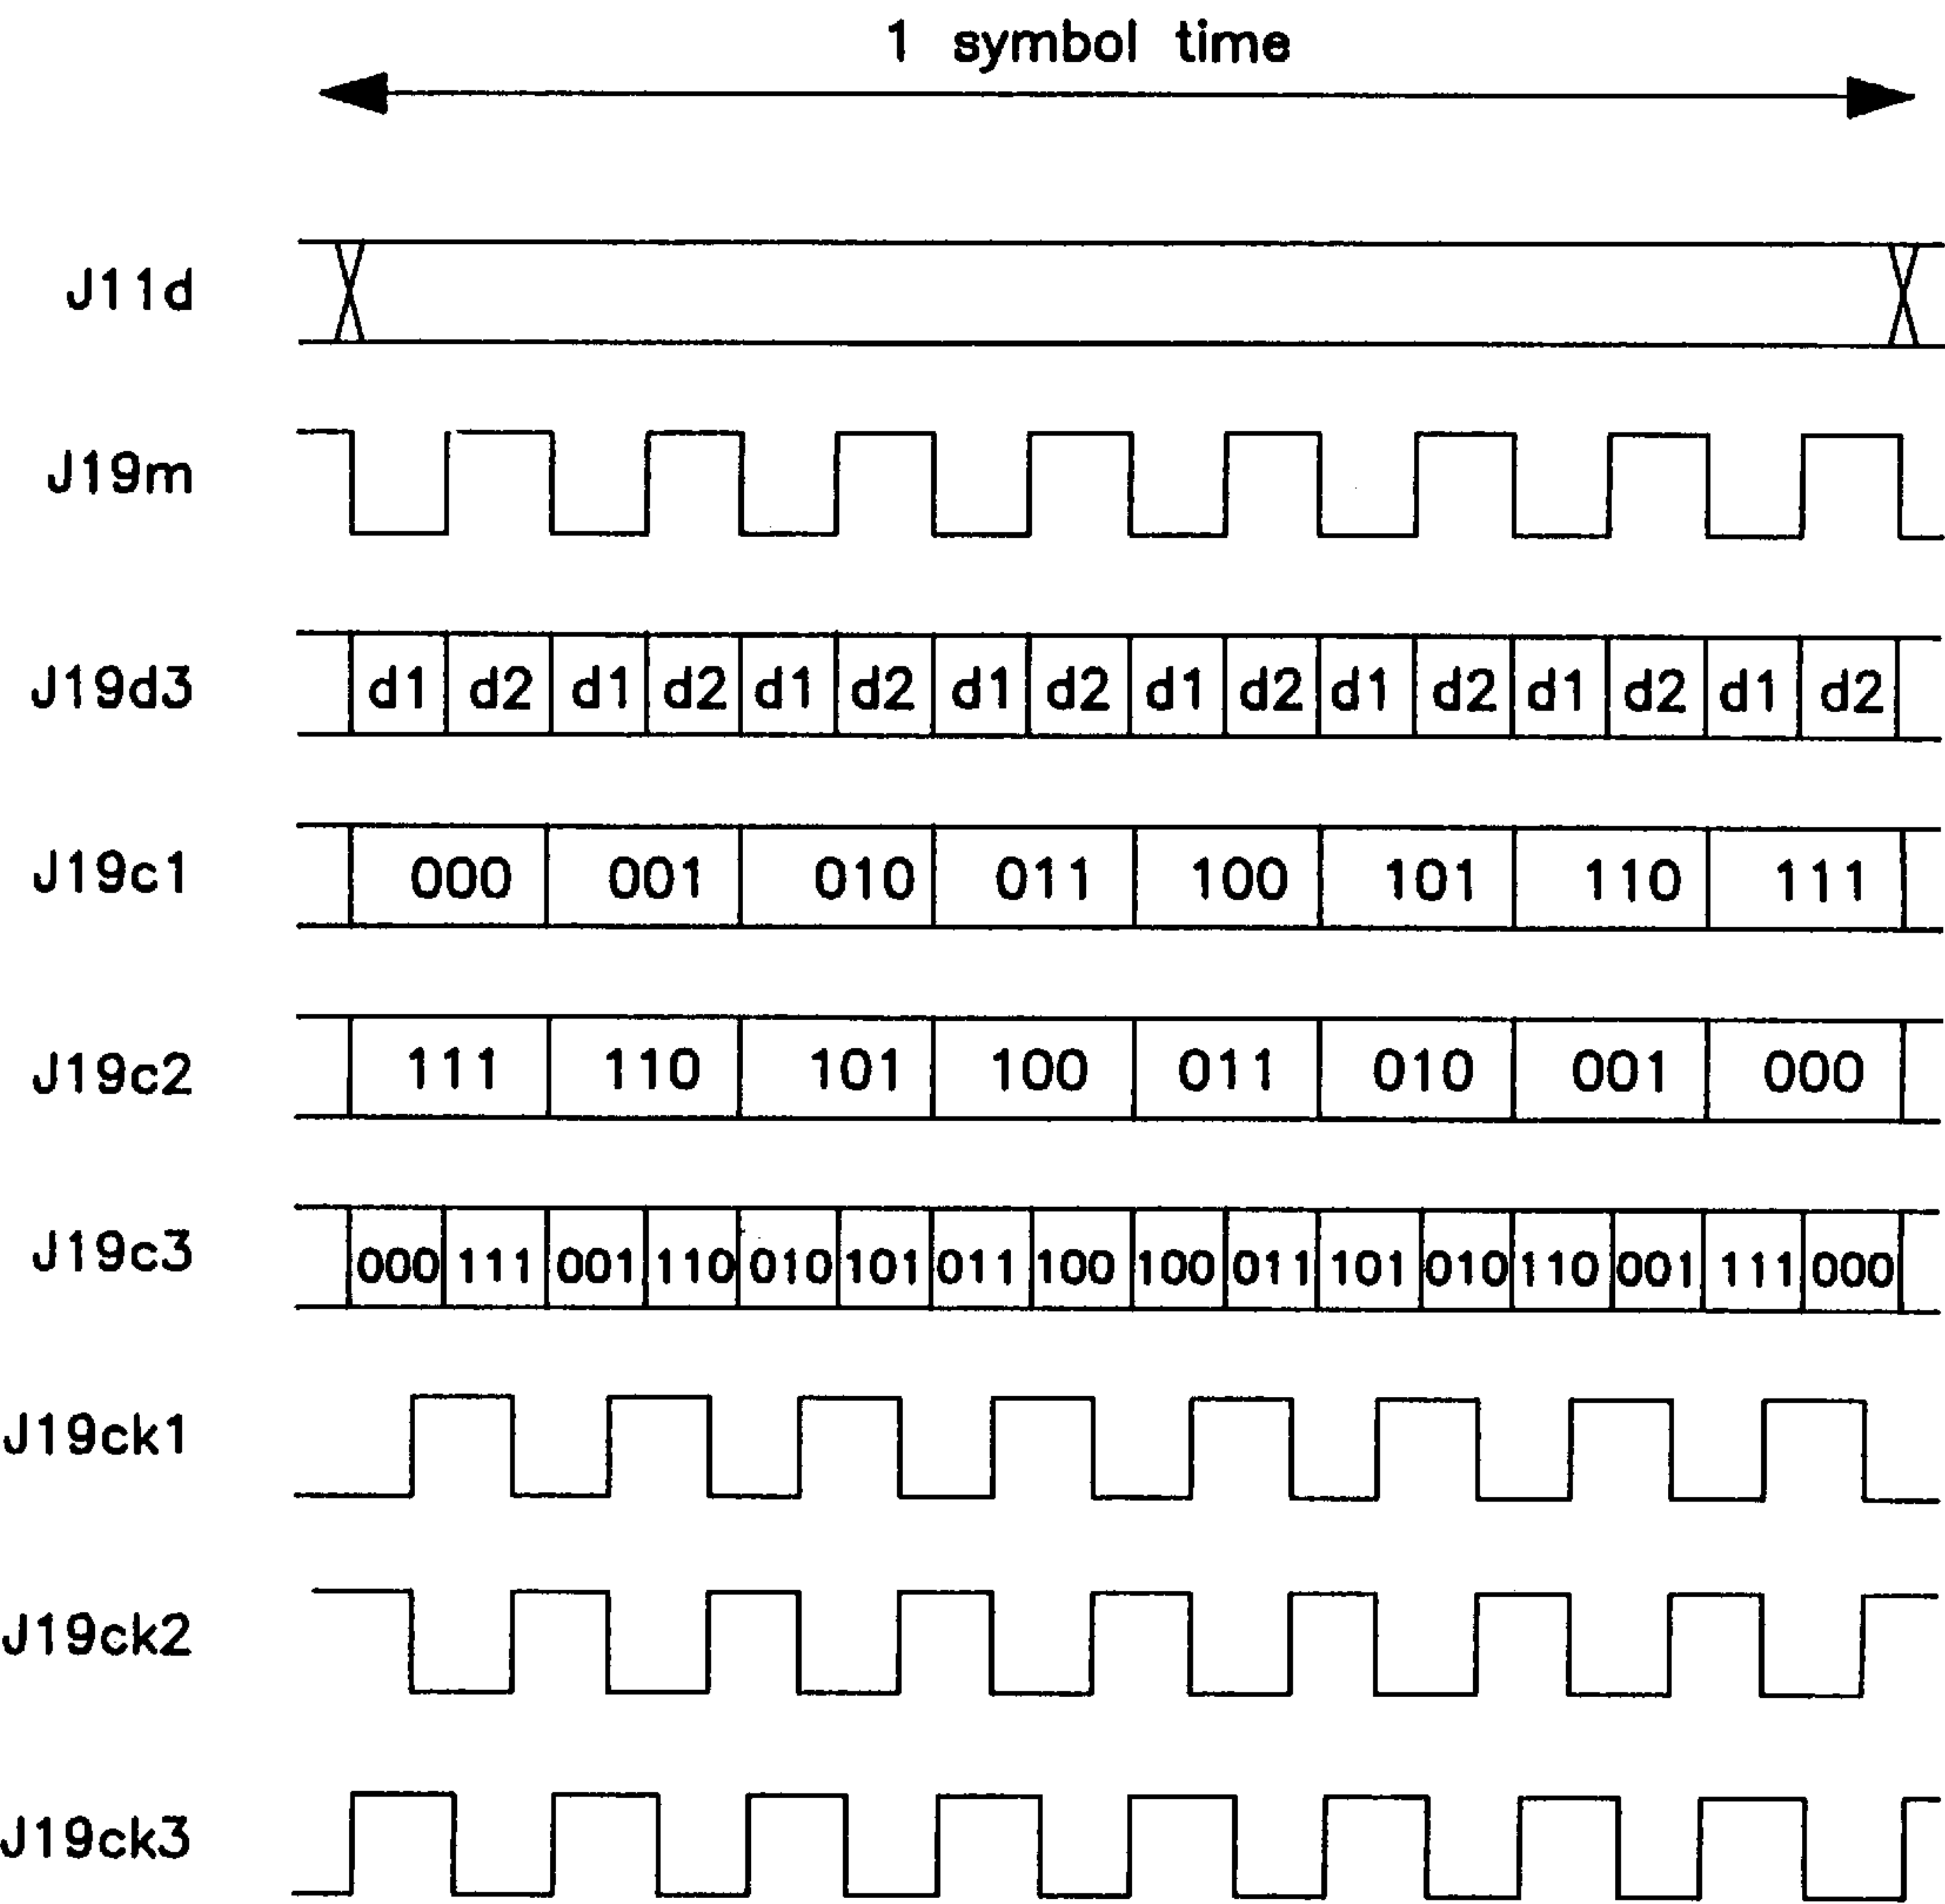 1 symbol time
J11d
J19m
J19d3 d1 d2 d1 d2 d1 d2 d1 d2 d1 d2 d1 d2 d1 d2 d1 d2
J19c1 000 001 010 011 100 101 110 111
J19c2 111 110 101 100 011 010 001 000
J19c3 000 111 001 110 010 101 011 100 100 011 101 010 110 001 111 000
J19ck1
J19ck2
J19ck3